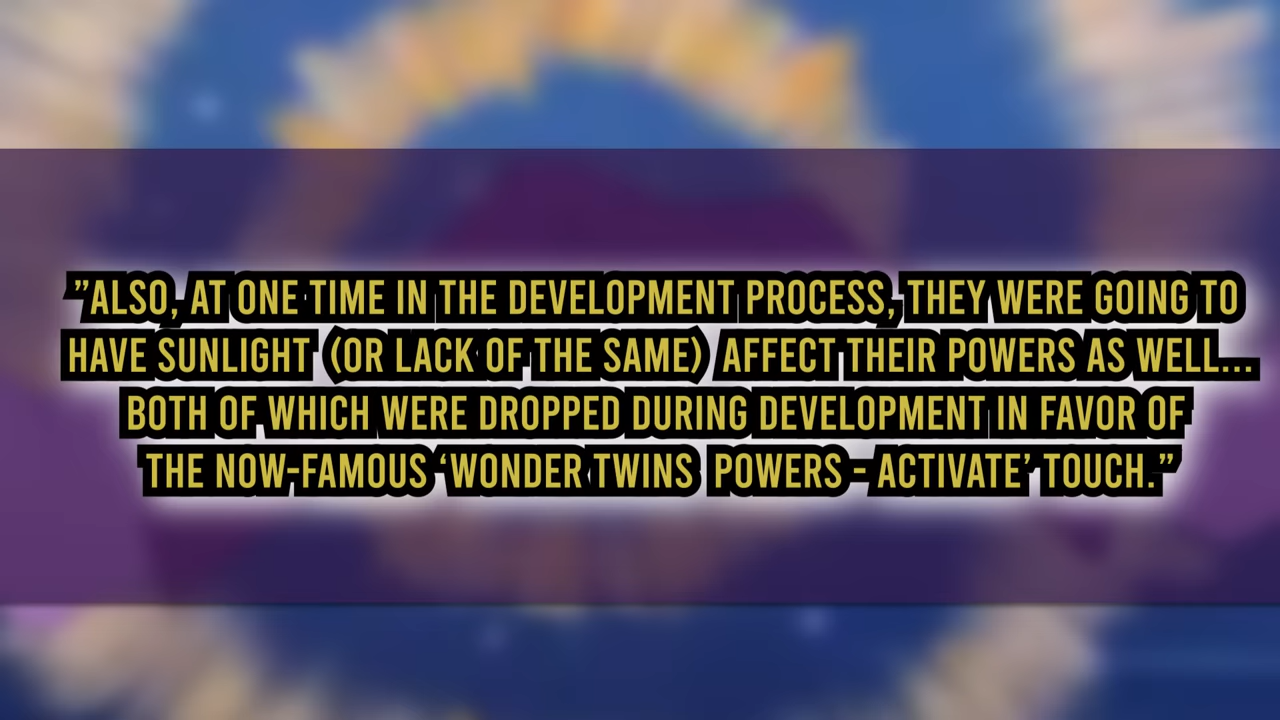 ”ALSO, AT ONE TIME IN THE DEVELOPMENT PROCESS, THEY WERE GOING TO
HAVE SUNLIGHT (OR LACK OF THE SAME) AFFECT THEIR POWERS AS WELL...
BOTH OF WHICH WERE DROPPED DURING DEVELOPMENT IN FAVOR OF
THE NOW-FAMOUS ‘WONDER TWINS POWERS - ACTIVATE’ TOUCH.”